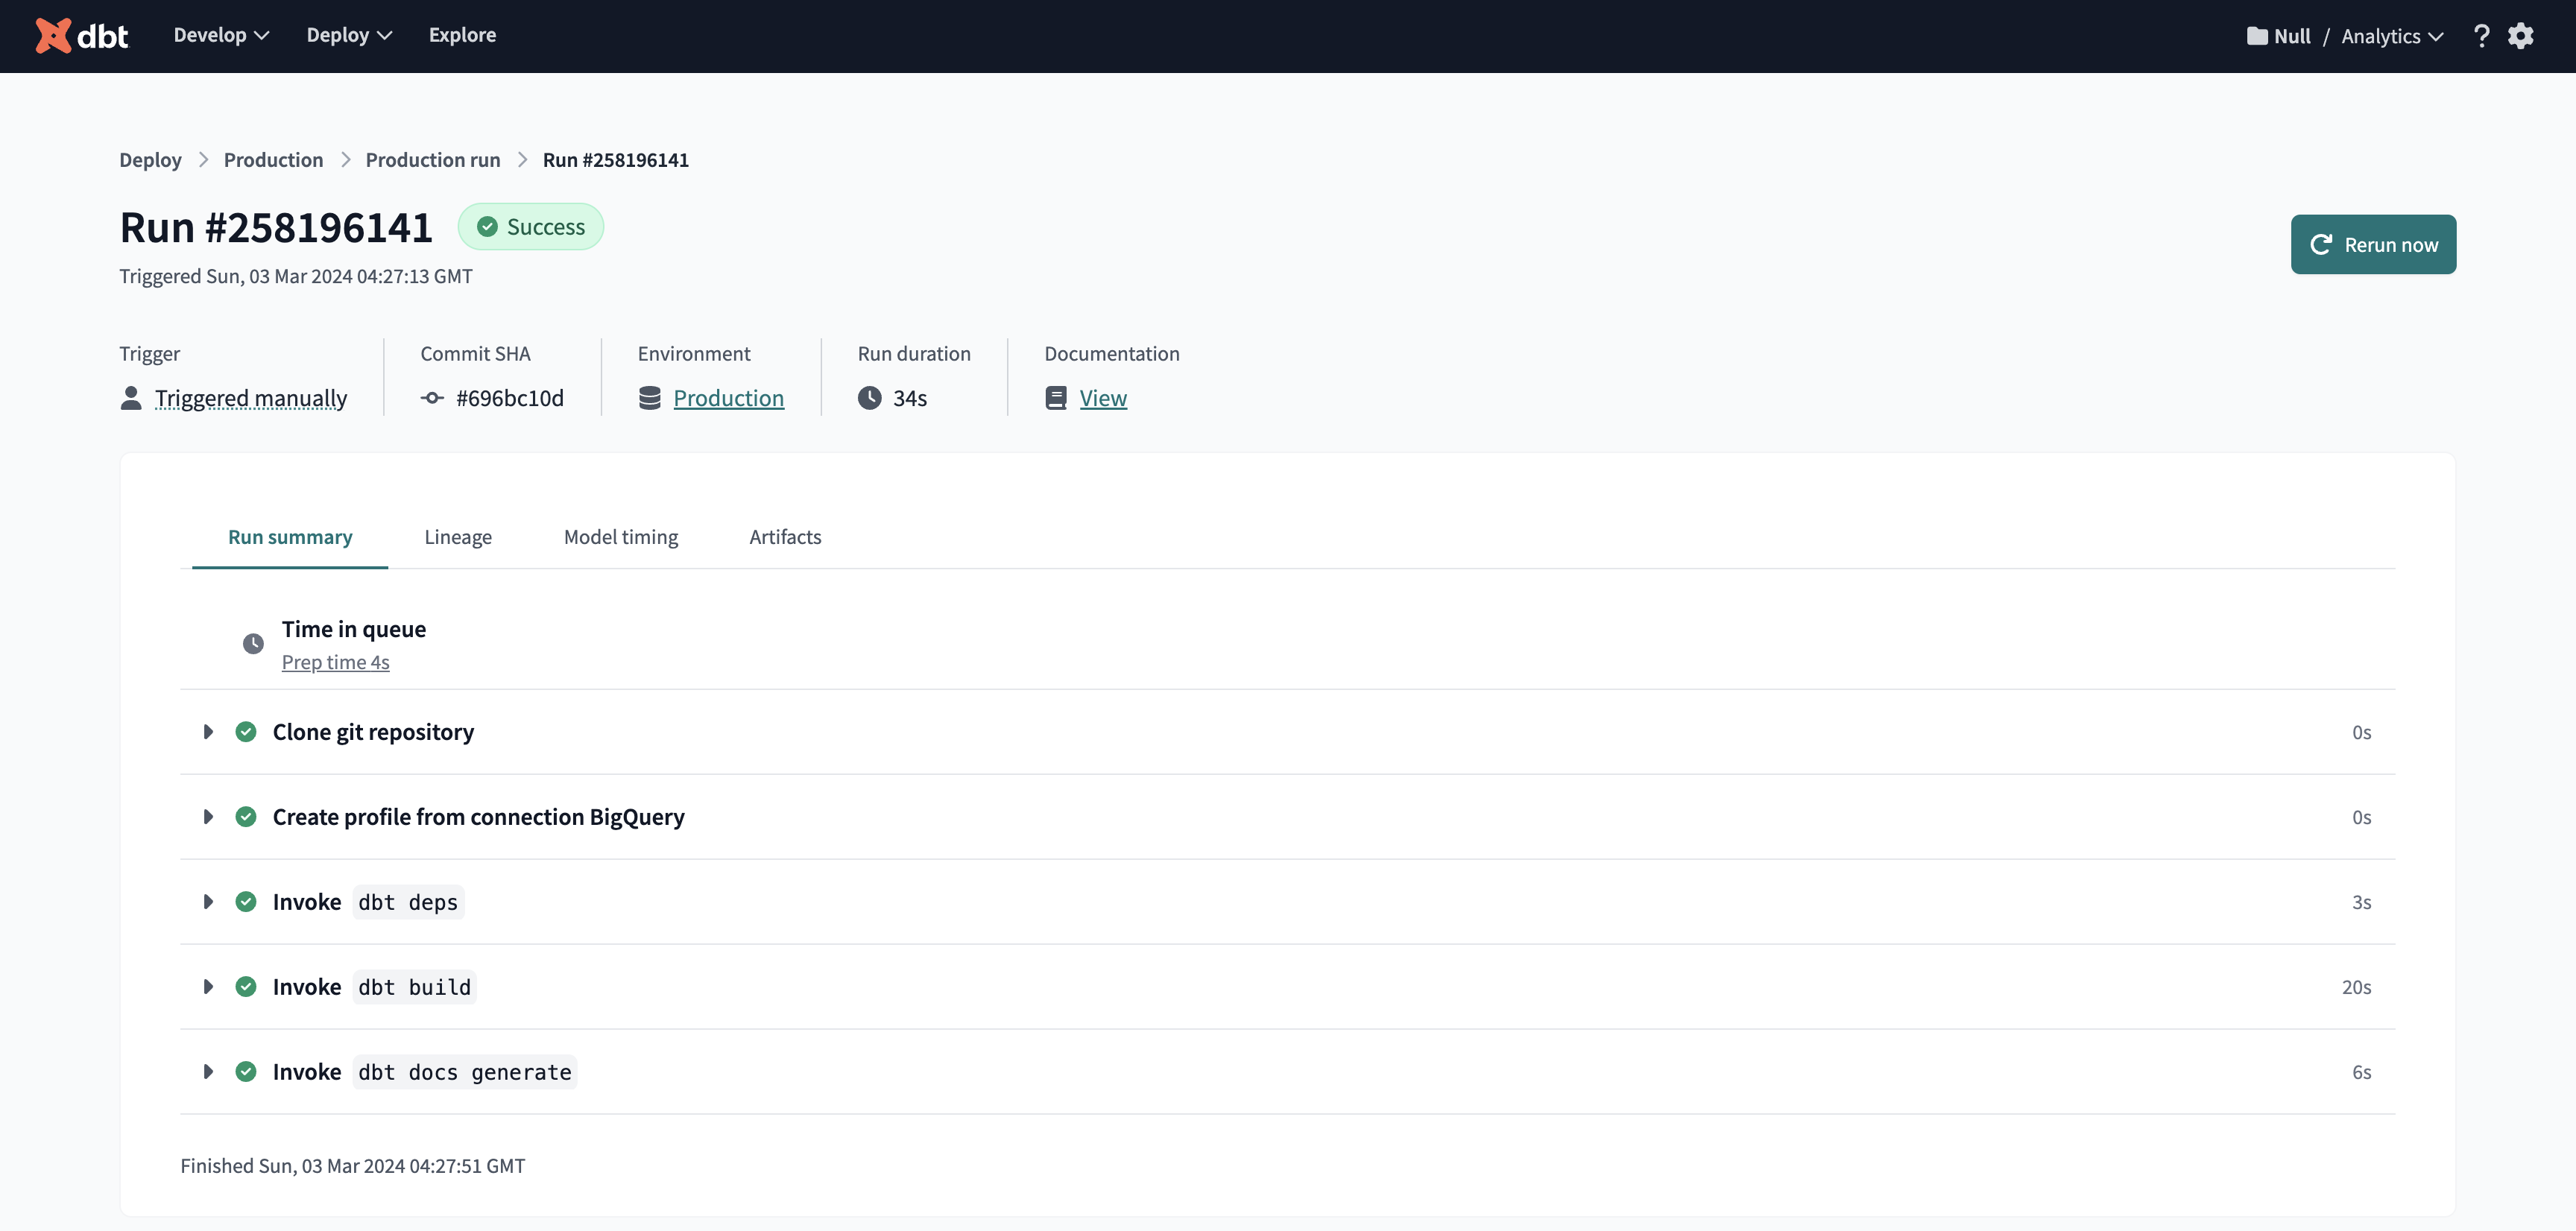 dbt Develop Deploy Explore Null / Analytics ?
Deploy > Production > Production run > Run #258196141
Run #258196141 Success
Rerun now
Triggered Sun, 03 Mar 2024 04:27:13 GMT
Trigger Commit SHA Environment Run duration Documentation
Triggered manually #696bc10d Production 34s View
Run summary Lineage Model timing Artifacts
Time in queue
Prep time 4s
Clone git repository 0s
Create profile from connection BigQuery 0s
Invoke dbt deps 3s
Invoke dbt build 20s
Invoke dbt docs generate 6s
Finished Sun, 03 Mar 2024 04:27:51 GMT